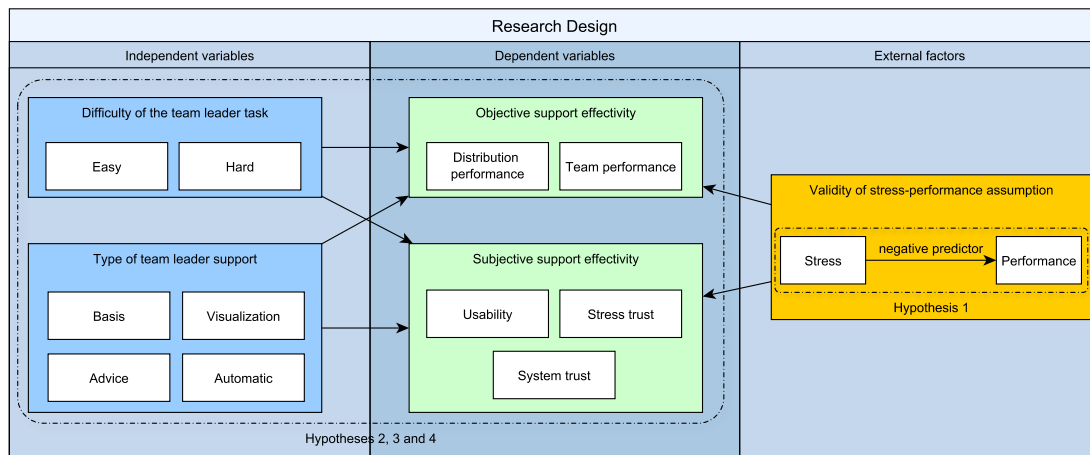 Research Design
Independent variables
Dependent variables
External factors
Difficulty of the team leader task
Easy
Hard
Type of team leader support
Basis
Visualization
Advice
Automatic
Objective support effectivity
Distribution
performance
Team performance
Subjective support effectivity
Usability
Stress trust
System trust
Hypotheses 2, 3 and 4
Validity of stress-performance assumption
Stress
negative predictor
Performance
Hypothesis 1